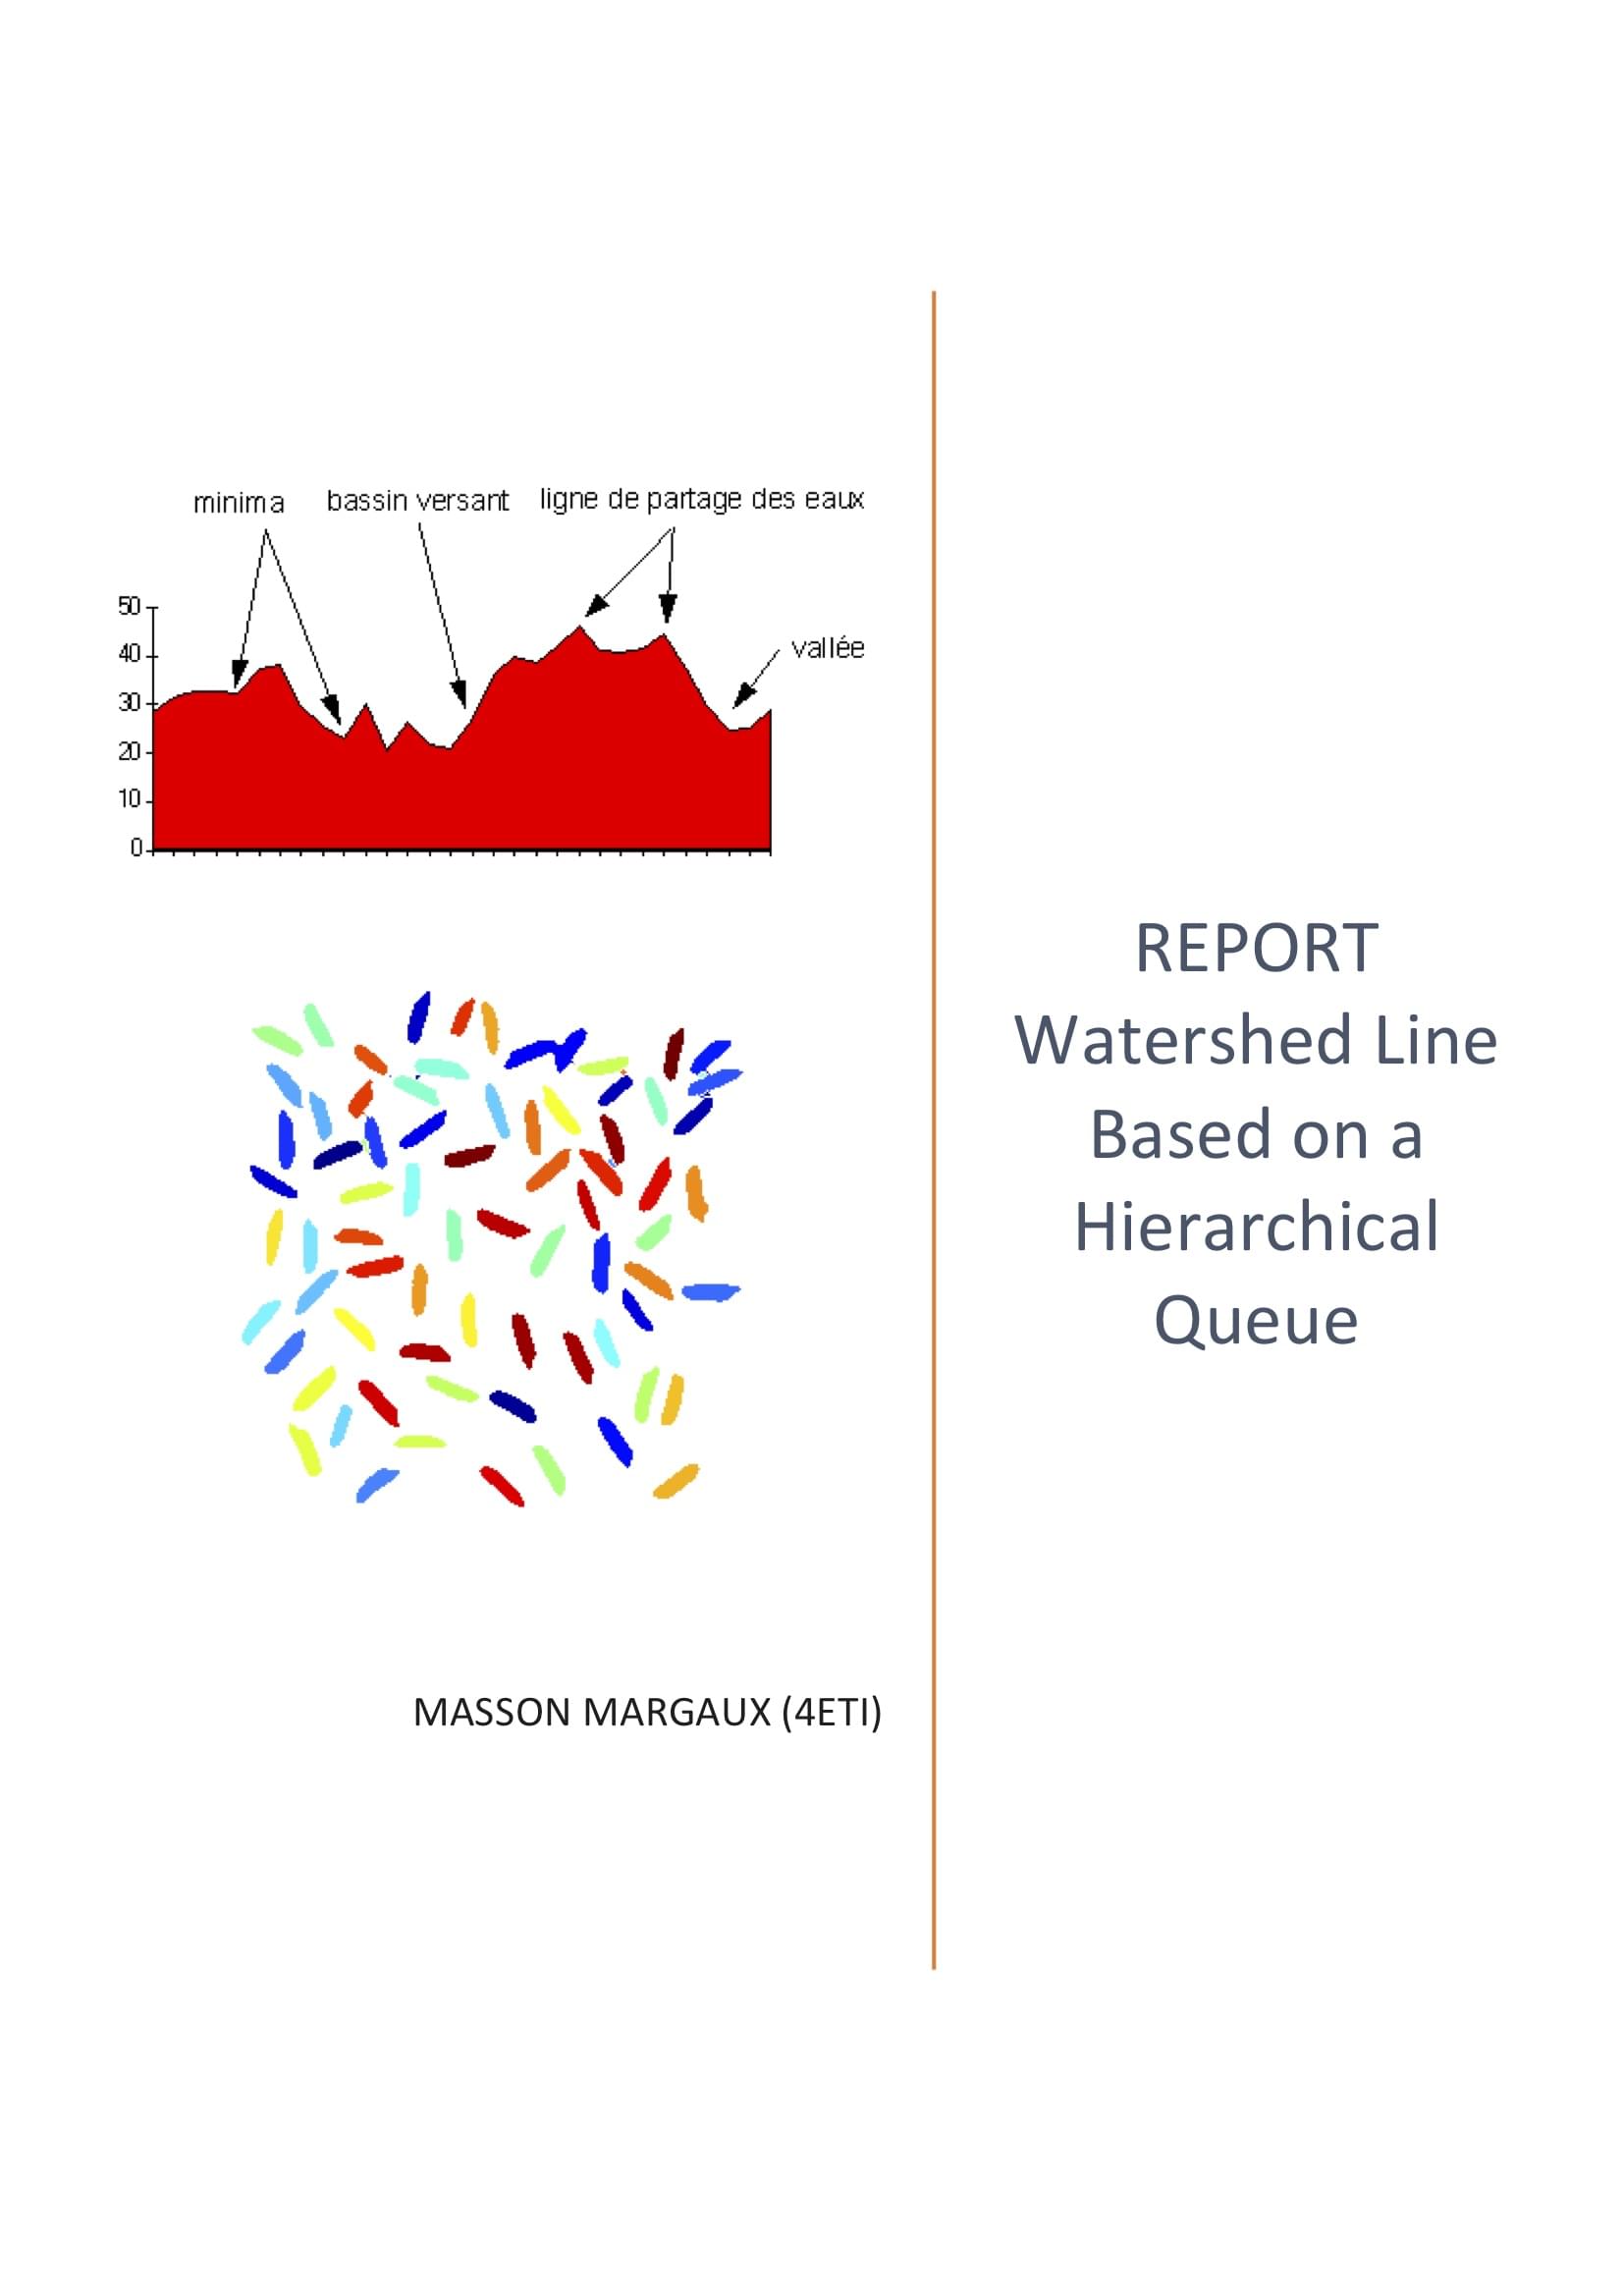 minima bassin versant ligne de partage des eaux
vallée
50
40
30
20
10
0
REPORT
Watershed Line
Based on a
Hierarchical
Queue
MASSON MARGAUX (4ETI)